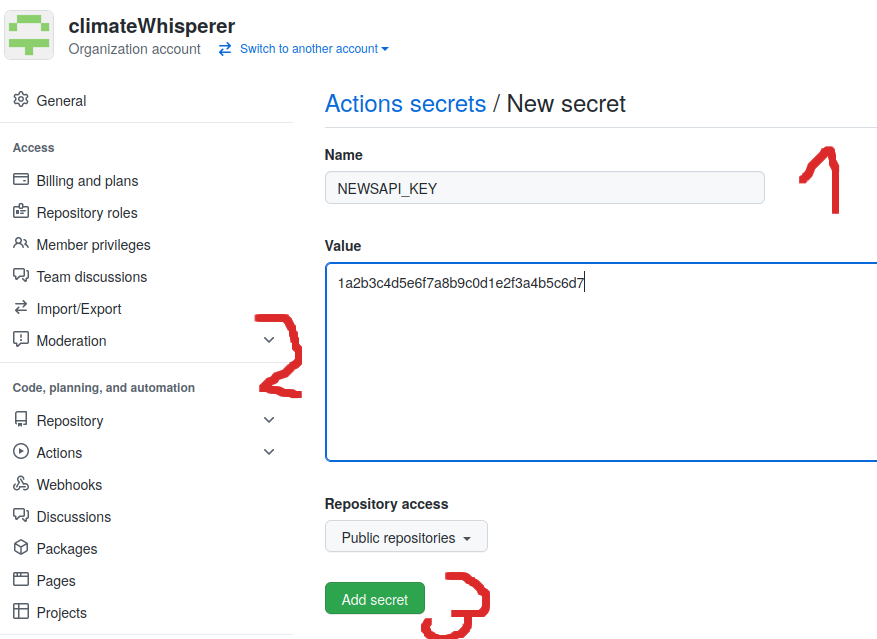 climateWhisperer
Organization account Switch to another account
General
Access
Billing and plans
Repository roles
Member privileges
Team discussions
Import/Export
Moderation
Code, planning, and automation
Repository
Actions
Webhooks
Discussions
Packages
Pages
Projects
Actions secrets / New secret
1
Name
NEWSAPI_KEY
Value
1a2b3c4d5e6f7a8b9c0d1e2f3a4b5c6d7
2
Repository access
Public repositories
Add secret
3